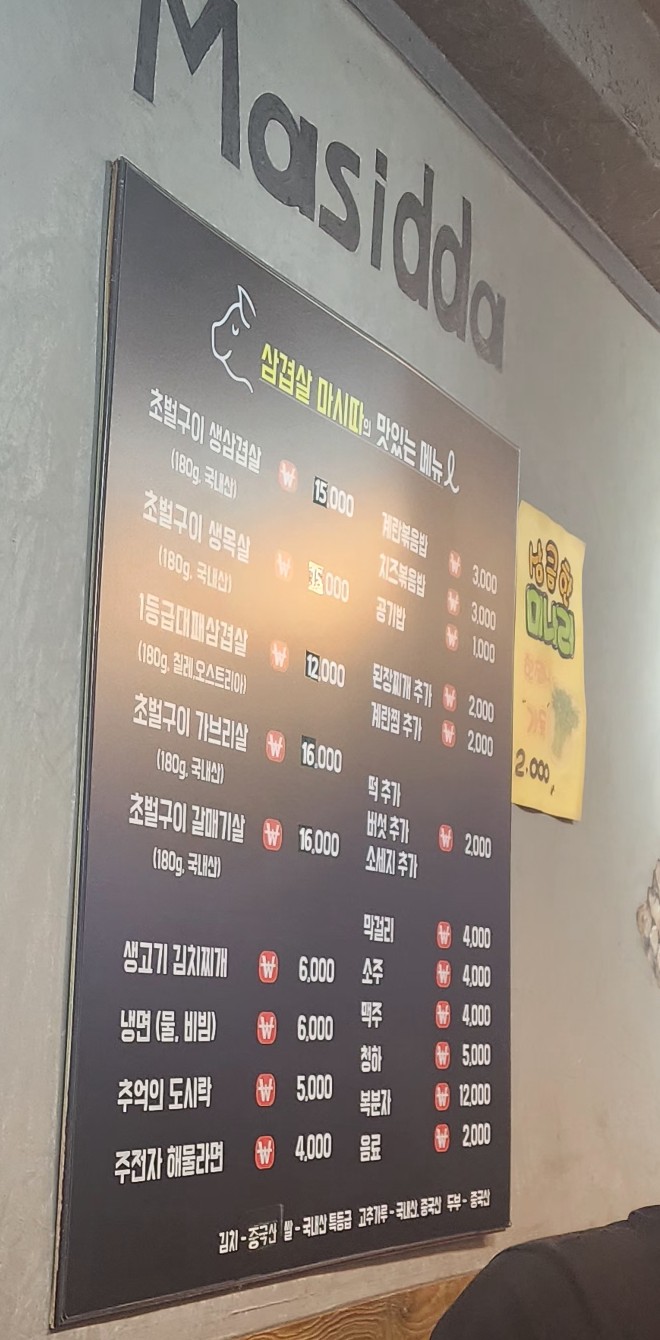 Masidda
삼겹살 마시따의 맛있는 메뉴
초벌구이 생삼겹살 ₩ 15,000
(180g, 국내산)
초벌구이 생목살 ₩ 15,000
(180g, 국내산)
1등급대패삼겹살 ₩ 12,000
(180g, 칠레,오스트리아)
초벌구이 가브리살 ₩ 16,000
(180g, 국내산)
초벌구이 갈매기살 ₩ 16,000
(180g, 국내산)
생고기 김치찌개 ₩ 6,000
냉면 (물, 비빔) ₩ 6,000
추억의 도시락 ₩ 5,000
주전자 해물라면 ₩ 4,000
계란볶음밥 ₩ 3,000
치즈볶음밥 ₩ 3,000
공기밥 ₩ 1,000
된장찌개 추가 ₩ 2,000
계란찜 추가 ₩ 2,000
떡 추가
버섯 추가 ₩ 2,000
소세지 추가
막걸리 ₩ 4,000
소주 ₩ 4,000
맥주 ₩ 4,000
청하 ₩ 5,000
복분자 ₩ 12,000
음료 ₩ 2,000
김치 - 중국산 쌀 - 국내산 특등급 고추가루 - 국내산, 중국산 두부 - 중국산
상큼한
미나리
2.000